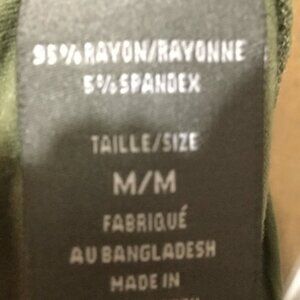 95% RAYON/RAYONNE
5% SPANDEX
TAILLE/SIZE
M/M
FABRIQUÉ
AU BANGLADESH
MADE IN